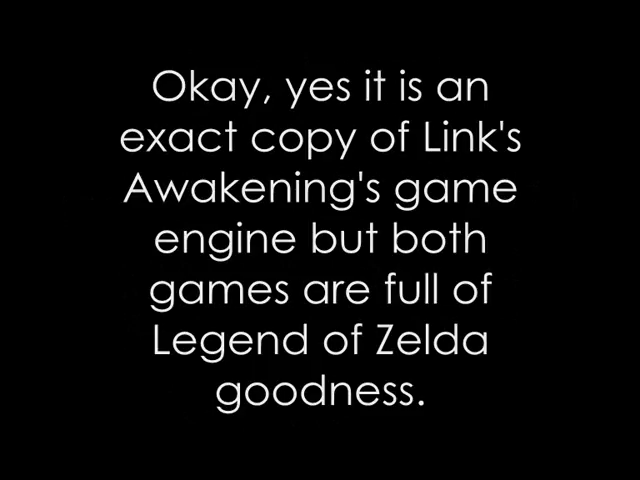 Okay, yes it is an
exact copy of Link's
Awakening's game
engine but both
games are full of
Legend of Zelda
goodness.